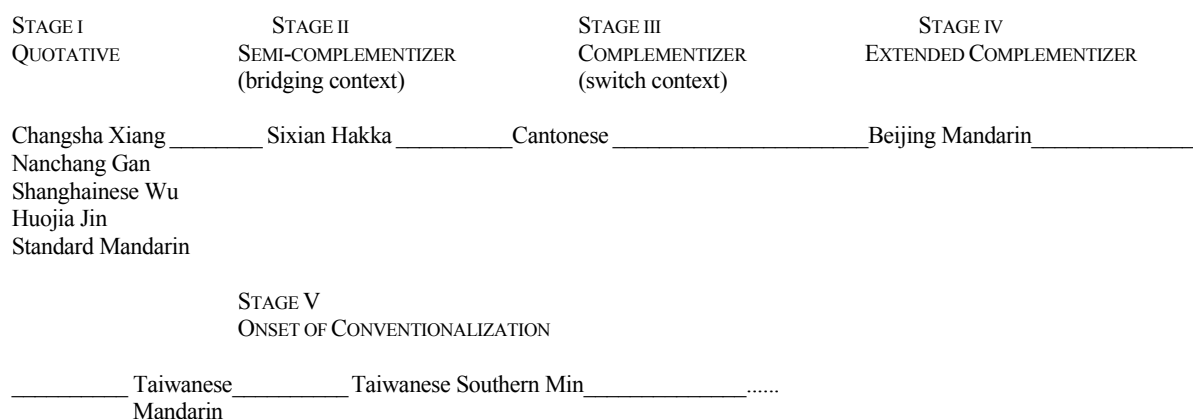 STAGE I STAGE II STAGE III STAGE IV
QUOTATIVE SEMI-COMPLEMENTIZER COMPLEMENTIZER EXTENDED COMPLEMENTIZER
(bridging context) (switch context)
Changsha Xiang ________ Sixian Hakka __________Cantonese ______________________Beijing Mandarin______________
Nanchang Gan
Shanghainese Wu
Huojia Jin
Standard Mandarin
STAGE V
ONSET OF CONVENTIONALIZATION
__________ Taiwanese__________ Taiwanese Southern Min______________......
Mandarin